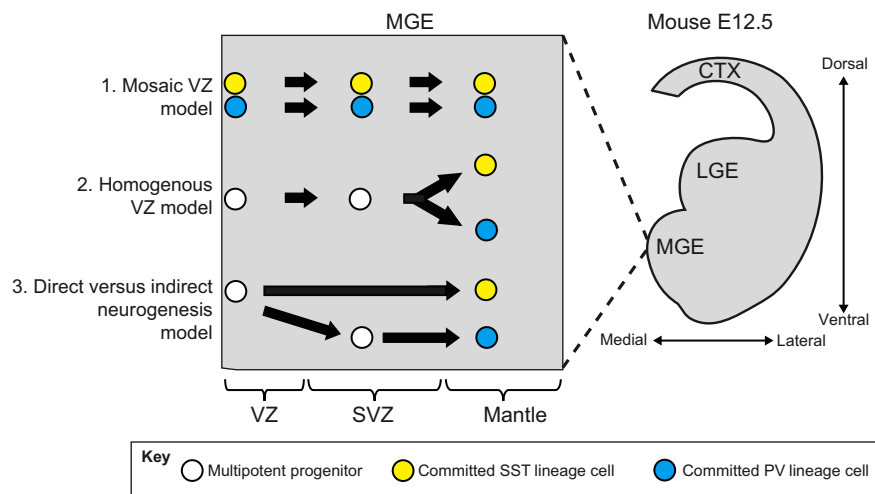 MGE
Mouse E12.5
1. Mosaic VZ
model
2. Homogenous
VZ model
3. Direct versus indirect
neurogenesis
model
CTX
LGE
MGE
Dorsal
Ventral
Medial
Lateral
VZ
SVZ
Mantle
Key
Multipotent progenitor
Committed SST lineage cell
Committed PV lineage cell